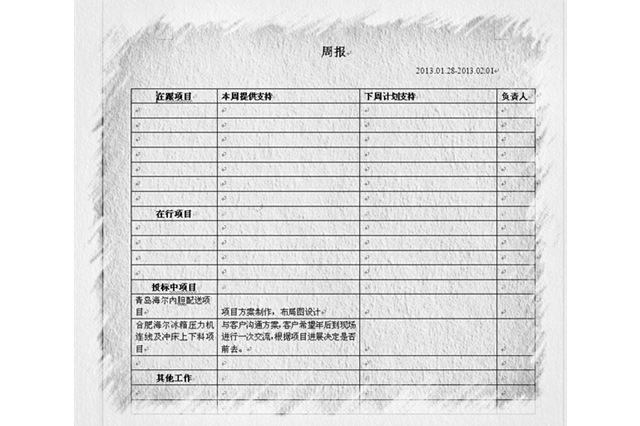 周报
2013.01.28-2013.02.01
在跟项目 本周提供支持 下周计划支持 负责人
在行项目
投标中项目
青岛海尔内胆配送项
目
项目方案制作，布局图设计
合肥海尔冰箱压力机
连线及冲床上下料项
目
与客户沟通方案，客户希望年后到现场
进行一次交流，根据项目进展决定是否
前去。
其他工作